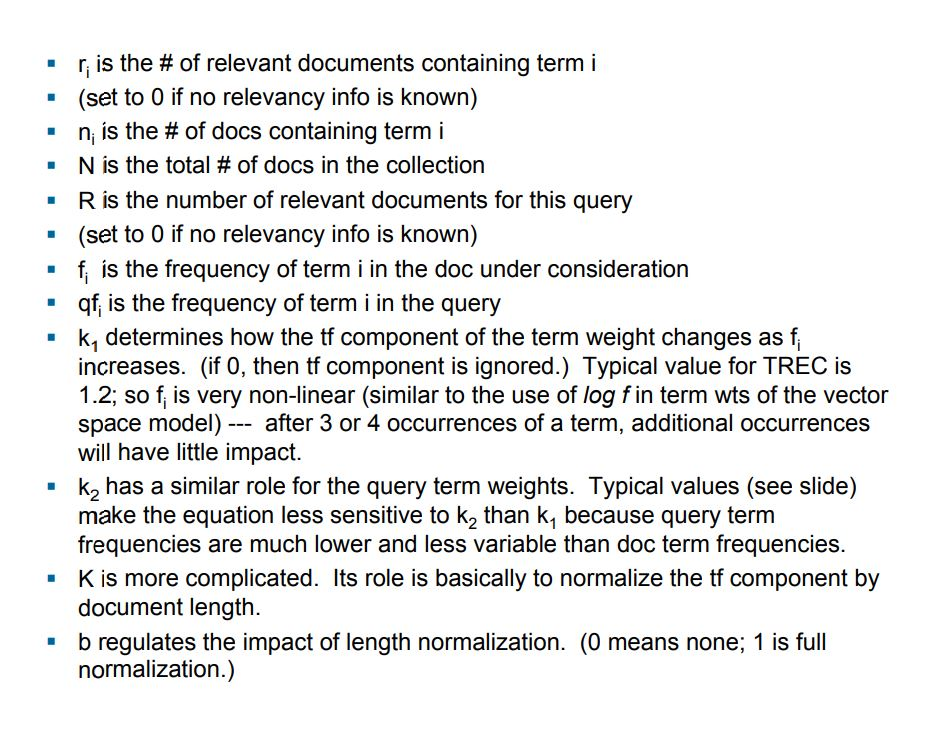 ▪ rᵢ is the # of relevant documents containing term i
▪ (set to 0 if no relevancy info is known)
▪ nᵢ is the # of docs containing term i
▪ N is the total # of docs in the collection
▪ R is the number of relevant documents for this query
▪ (set to 0 if no relevancy info is known)
▪ fᵢ is the frequency of term i in the doc under consideration
▪ qfᵢ is the frequency of term i in the query
▪ k₁ determines how the tf component of the term weight changes as fᵢ
increases. (if 0, then tf component is ignored.) Typical value for TREC is
1.2; so fᵢ is very non-linear (similar to the use of log f in term wts of the vector
space model) --- after 3 or 4 occurrences of a term, additional occurrences
will have little impact.
▪ k₂ has a similar role for the query term weights. Typical values (see slide)
make the equation less sensitive to k₂ than k₁ because query term
frequencies are much lower and less variable than doc term frequencies.
▪ K is more complicated. Its role is basically to normalize the tf component by
document length.
▪ b regulates the impact of length normalization. (0 means none; 1 is full
normalization.)